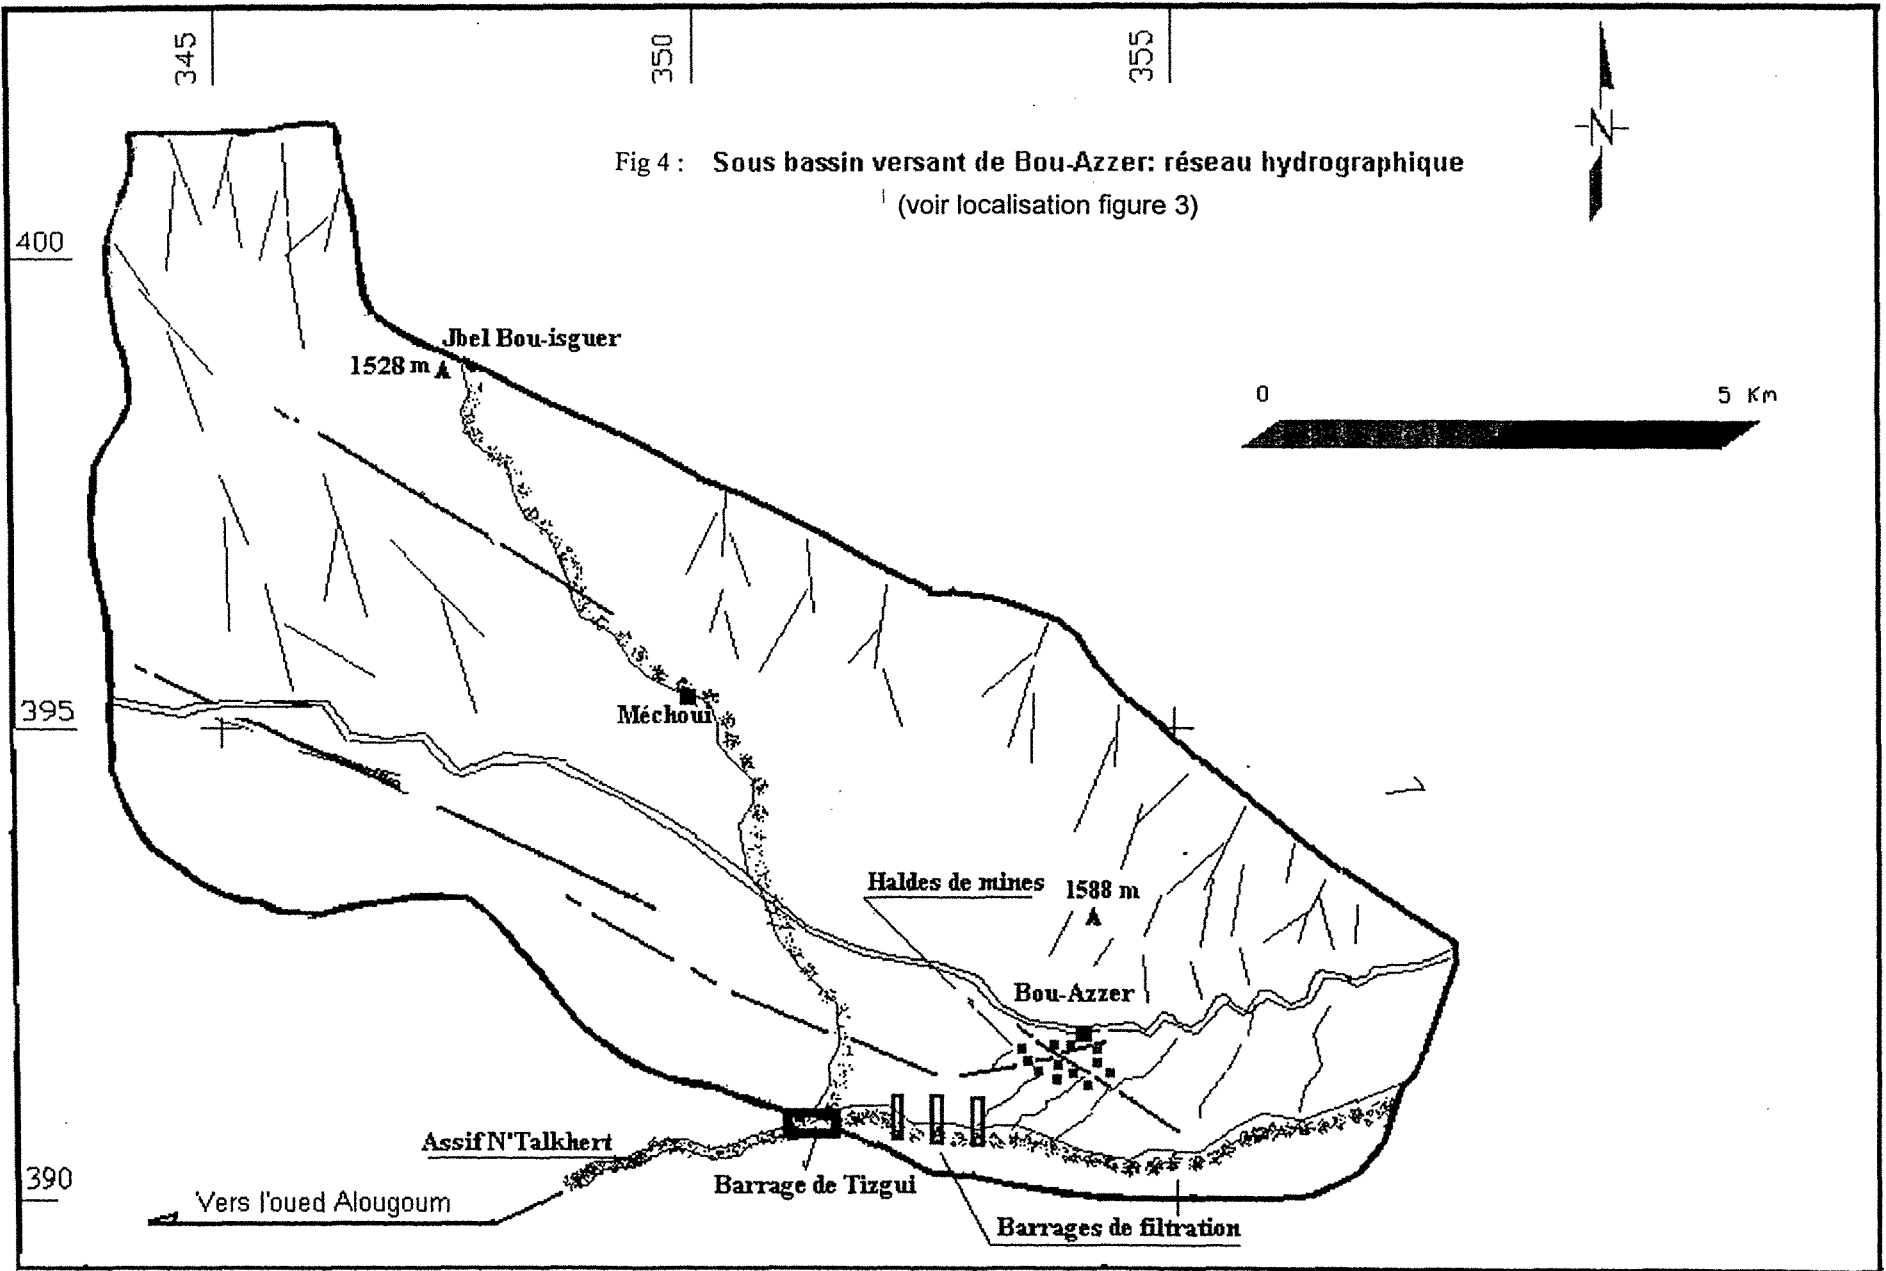 345
350
355
N
Fig 4 : Sous bassin versant de Bou-Azzer: réseau hydrographique
(voir localisation figure 3)
400
Jbel Bou-isguer
1528 m
0 5 Km
395
Méchoui
Haldes de mines
1588 m
Bou-Azzer
Assif N'Talkhert
Barrage de Tizgui
390
Vers l'oued Alougoum
Barrages de filtration